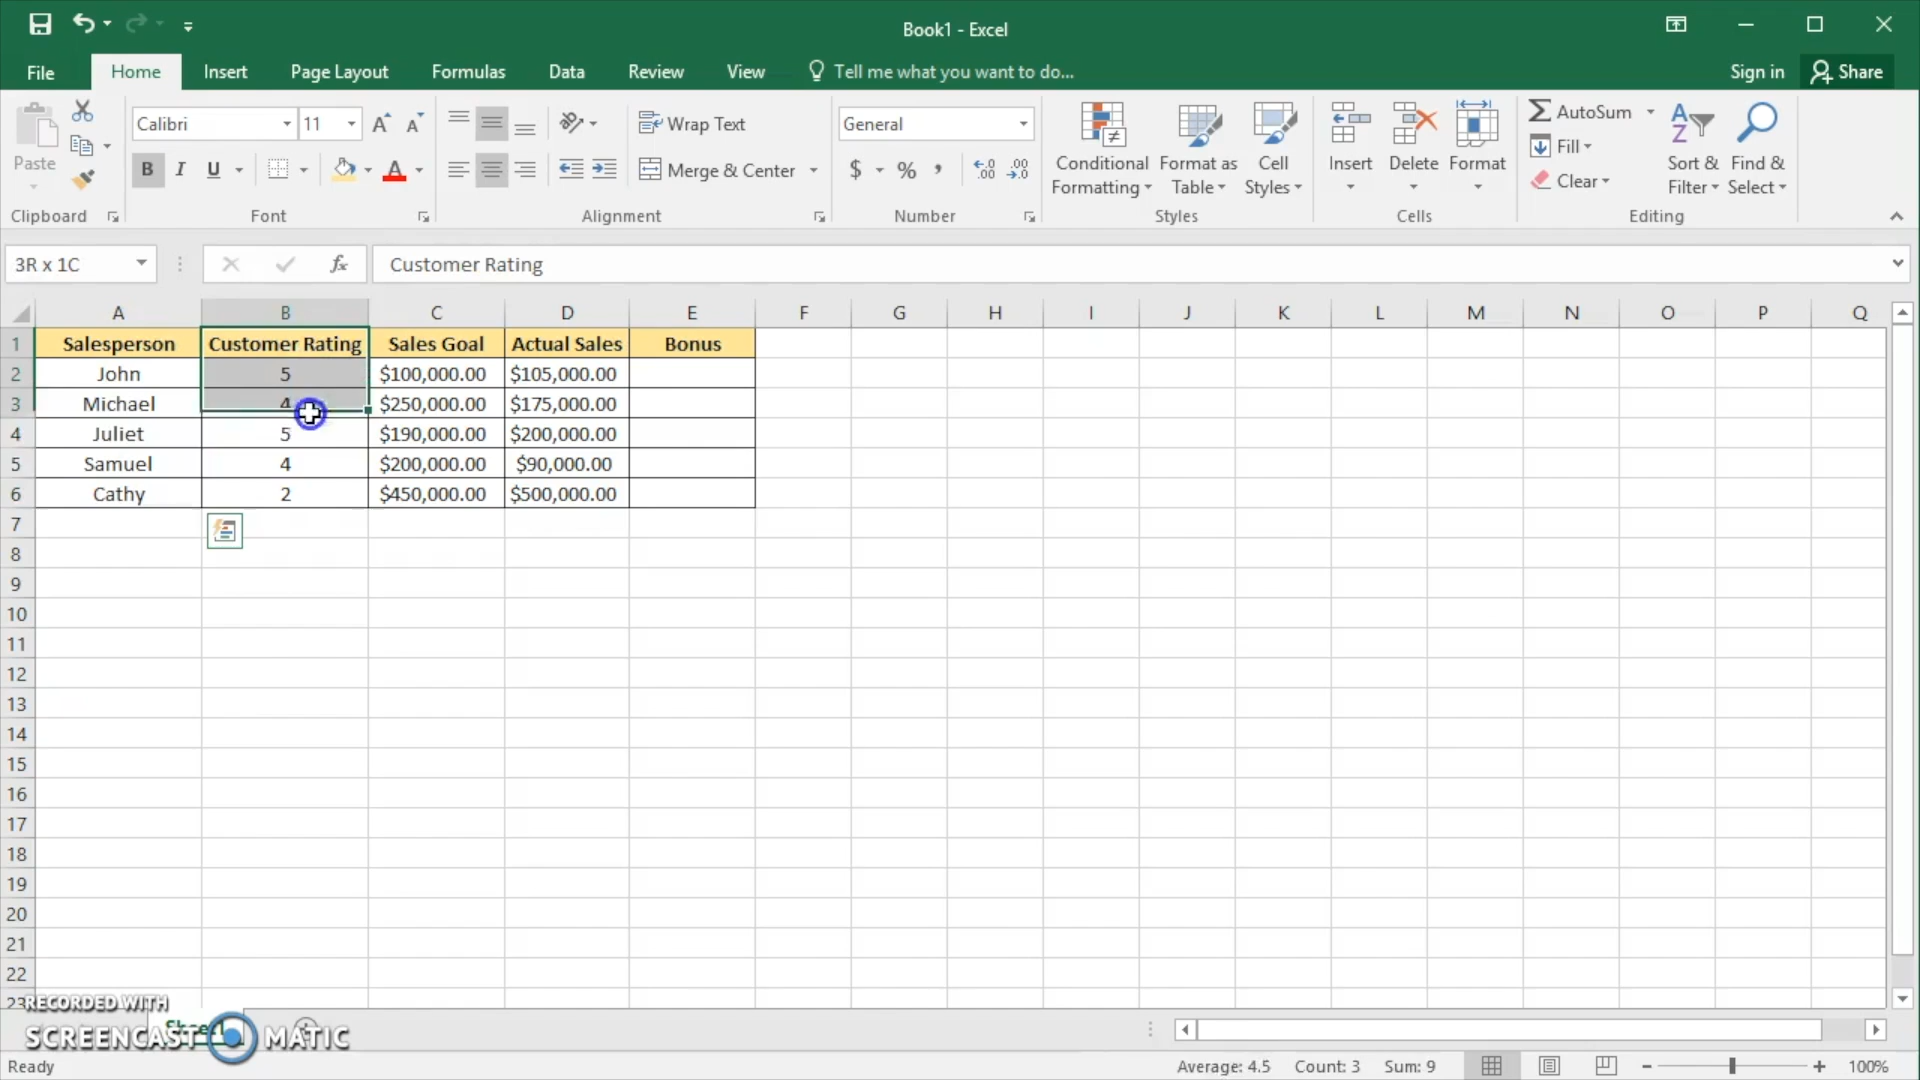 Book1 - Excel
File Home Insert Page Layout Formulas Data Review View Tell me what you want to do... Sign in Share
Paste
Clipboard
Calibri 11 A A
B I U A
Font
Wrap Text
Merge & Center
Alignment
General
$ % , .0 .00 .00 .0
Number
Conditional Formatting
Format as Table
Cell Styles
Styles
Insert Delete Format
Cells
AutoSum
Fill
Clear
A Z
Sort & Filter
Find & Select
Editing
3R x 1C fx Customer Rating
A B C D E F G H I J K L M N O P Q
1 Salesperson Customer Rating Sales Goal Actual Sales Bonus
2 John 5 $100,000.00 $105,000.00
3 Michael 4 $250,000.00 $175,000.00
4 Juliet 5 $190,000.00 $200,000.00
5 Samuel 4 $200,000.00 $90,000.00
6 Cathy 2 $450,000.00 $500,000.00
7
8
9
10
11
12
13
14
15
16
17
18
19
20
21
22
23
RECORDED WITH
SCREENCAST MATIC
Sheet1
Ready Average: 4.5 Count: 3 Sum: 9 100%